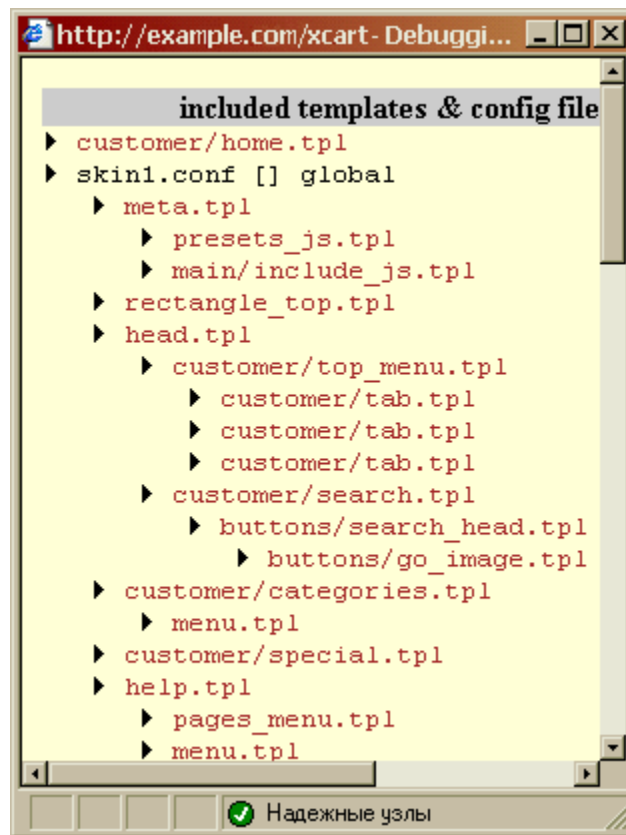 http://example.com/xcart - Debuggi...
included templates & config file
customer/home.tpl
skin1.conf [] global
meta.tpl
presets_js.tpl
main/include_js.tpl
rectangle_top.tpl
head.tpl
customer/top_menu.tpl
customer/tab.tpl
customer/tab.tpl
customer/tab.tpl
customer/search.tpl
buttons/search_head.tpl
buttons/go_image.tpl
customer/categories.tpl
menu.tpl
customer/special.tpl
help.tpl
pages_menu.tpl
menu.tpl
Надежные узлы